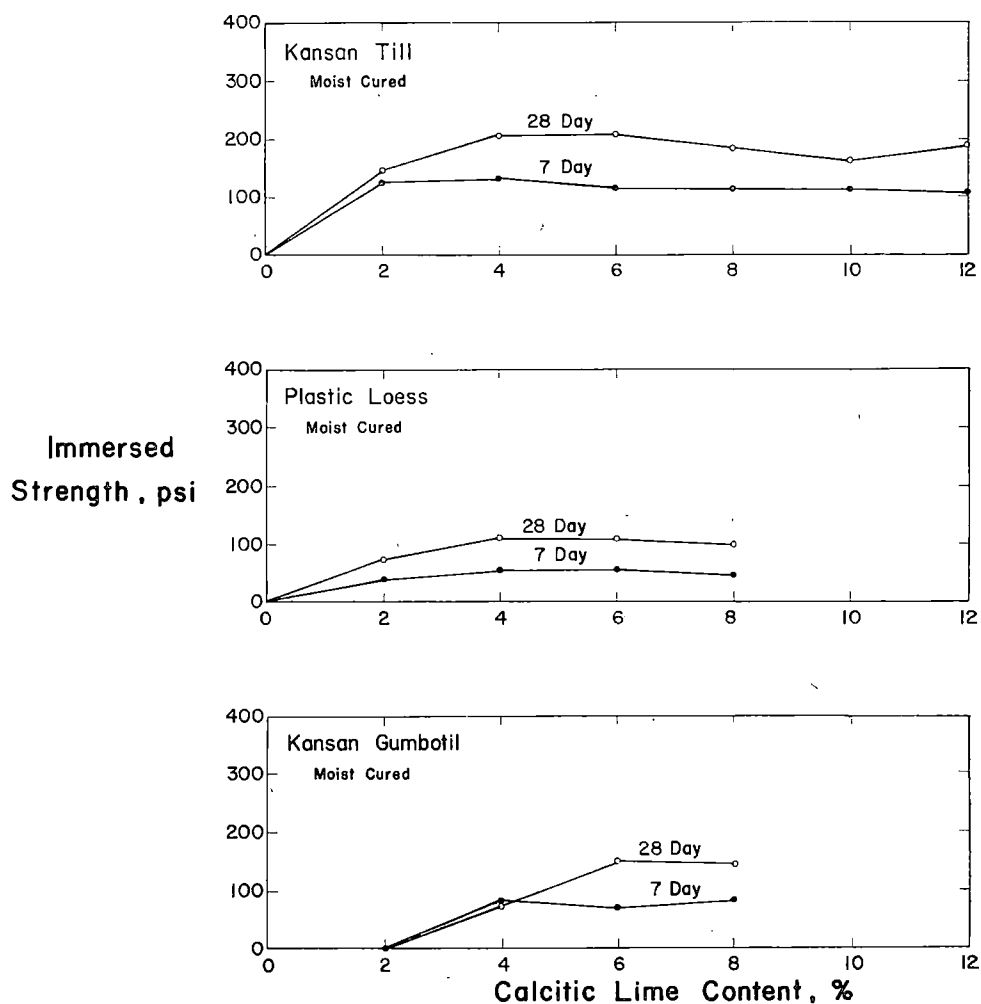 400
Kansan Till
Moist Cured
300
200
28 Day
7 Day
100
0
0 2 4 6 8 10 12
400
Plastic Loess
Moist Cured
300
Immersed
Strength, psi
200
28 Day
100
7 Day
0
0 2 4 6 8 10 12
400
Kansan Gumbotil
Moist Cured
300
200
28 Day
100
7 Day
0
0 2 4 6 8 10 12
Calcitic Lime Content, %